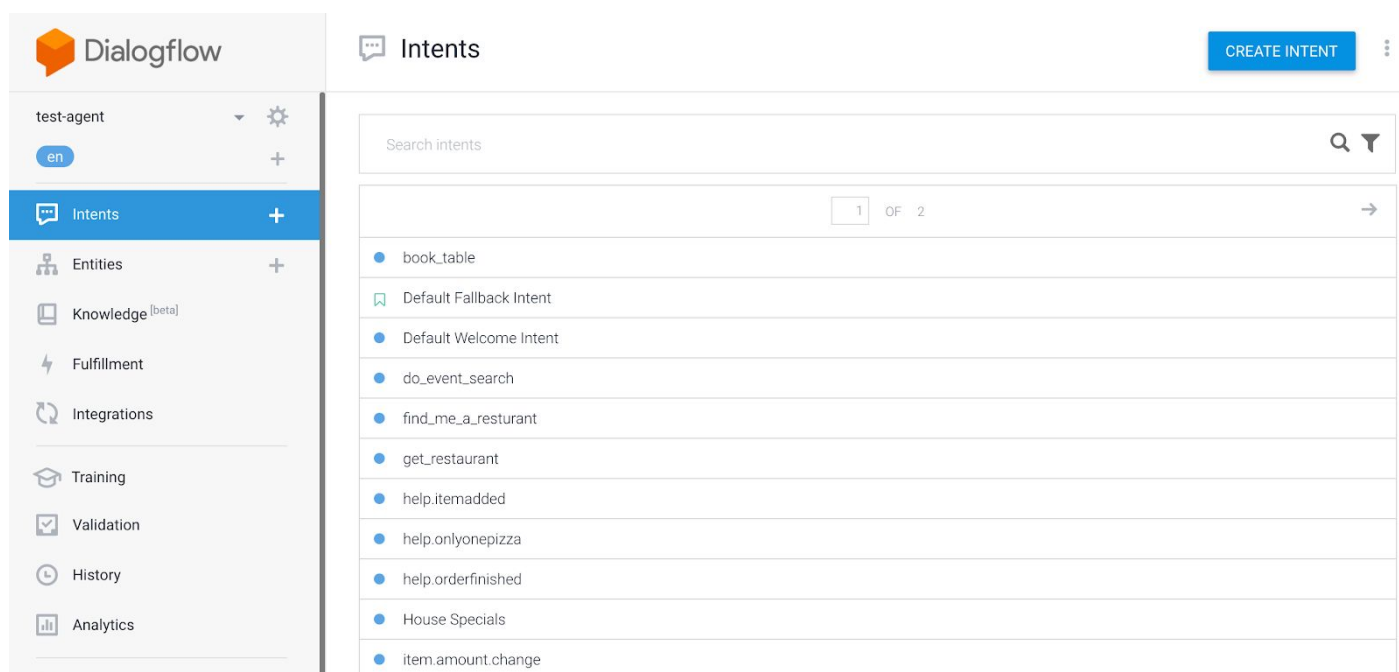 Dialogflow
Intents
CREATE INTENT
test-agent
en
Intents
Entities
Knowledge [beta]
Fulfillment
Integrations
Training
Validation
History
Analytics
Search intents
1 OF 2
book_table
Default Fallback Intent
Default Welcome Intent
do_event_search
find_me_a_resturant
get_restaurant
help.itemadded
help.onlyonepizza
help.orderfinished
House Specials
item.amount.change